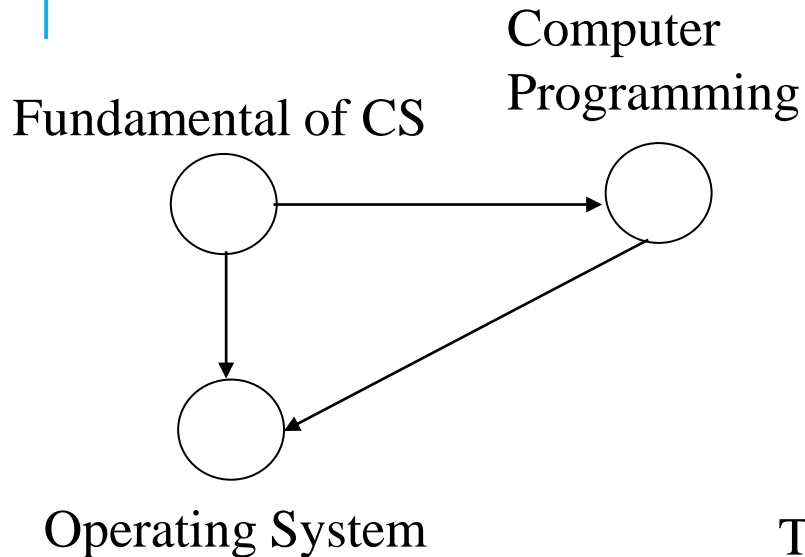 Computer
Programming
Fundamental of CS
Operating System
T